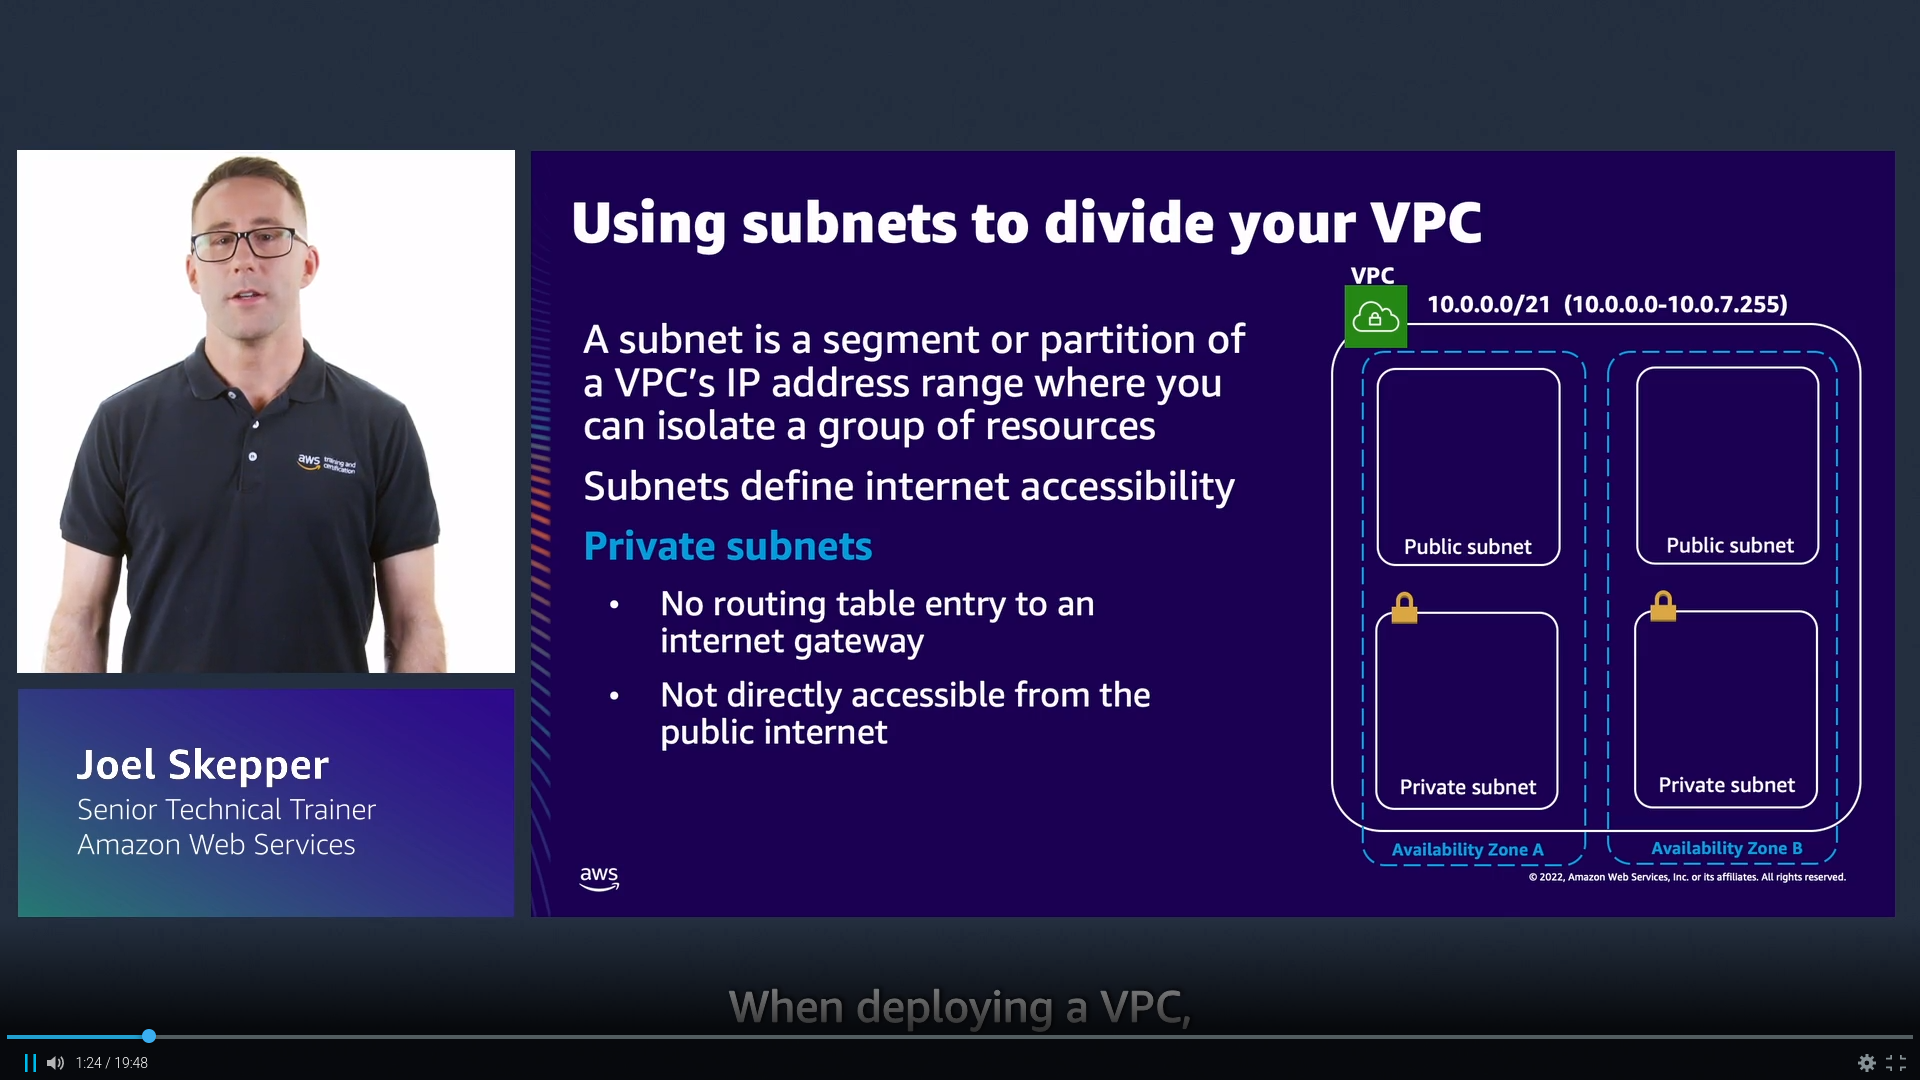 aws training and
certification
Joel Skepper
Senior Technical Trainer
Amazon Web Services
Using subnets to divide your VPC
A subnet is a segment or partition of
a VPC's IP address range where you
can isolate a group of resources
Subnets define internet accessibility
Private subnets
• No routing table entry to an
internet gateway
• Not directly accessible from the
public internet
VPC
10.0.0.0/21 (10.0.0.0-10.0.7.255)
Public subnet
Public subnet
Private subnet
Private subnet
Availability Zone A
Availability Zone B
aws
© 2022, Amazon Web Services, Inc. or its affiliates. All rights reserved.
When deploying a VPC,
1:24 / 19:48